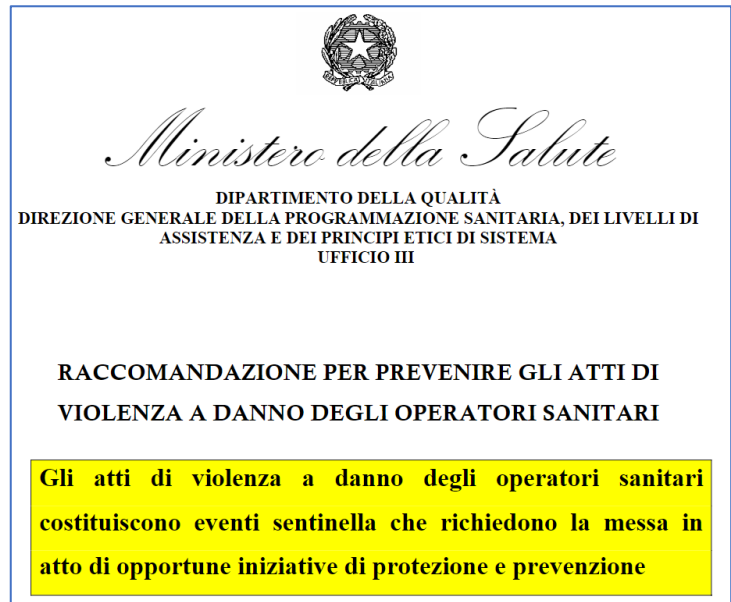 Ministero della Salute
DIPARTIMENTO DELLA QUALITÀ
DIREZIONE GENERALE DELLA PROGRAMMAZIONE SANITARIA, DEI LIVELLI DI
ASSISTENZA E DEI PRINCIPI ETICI DI SISTEMA
UFFICIO III
RACCOMANDAZIONE PER PREVENIRE GLI ATTI DI
VIOLENZA A DANNO DEGLI OPERATORI SANITARI
Gli atti di violenza a danno degli operatori sanitari
costituiscono eventi sentinella che richiedono la messa in
atto di opportune iniziative di protezione e prevenzione